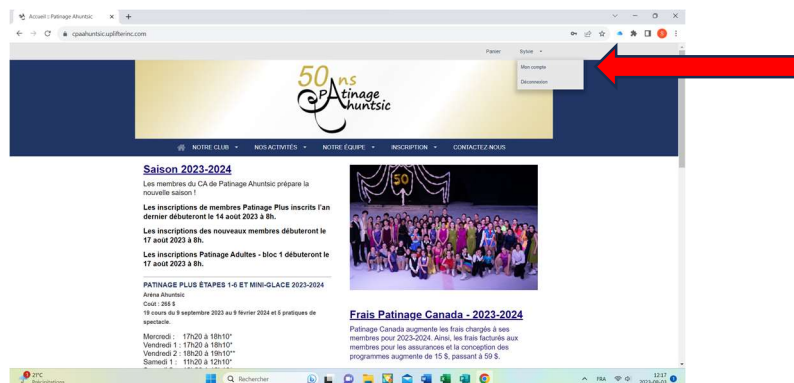 Accueil :: Patinage Ahuntsic
cpaahuntsic.uplifterinc.com
Panier
Sylvie
Mon compte
Déconnexion
50 ans
Patinage
Ahuntsic
NOTRE CLUB
NOS ACTIVITÉS
NOTRE ÉQUIPE
INSCRIPTION
CONTACTEZ-NOUS
Saison 2023-2024
Les membres du CA de Patinage Ahuntsic prépare la
nouvelle saison !
Les inscriptions de membres Patinage Plus inscrits l'an
dernier débuteront le 14 août 2023 à 8h.
Les inscriptions des nouveaux membres débuteront le
17 août 2023 à 8h.
Les inscriptions Patinage Adultes - bloc 1 débuteront le
17 août 2023 à 8h.
PATINAGE PLUS ÉTAPES 1-6 ET MINI-GLACE 2023-2024
Aréna Ahuntsic
Coût : 265 $
19 cours du 9 septembre 2023 au 9 février 2024 et 5 pratiques de
spectacle.
Mercredi : 17h20 à 18h10*
Vendredi 1 : 17h20 à 18h10*
Vendredi 2 : 18h20 à 19h10**
Samedi 1 : 11h20 à 12h10*
50
Frais Patinage Canada - 2023-2024
Patinage Canada augmente les frais chargés à ses
membres pour 2023-2024. Ainsi, les frais facturés aux
membres pour les assurances et la conception des
programmes augmente de 15 $, passant à 59 $.
21°C
Précipitations
Rechercher
FRA
12:17
2023-08-03